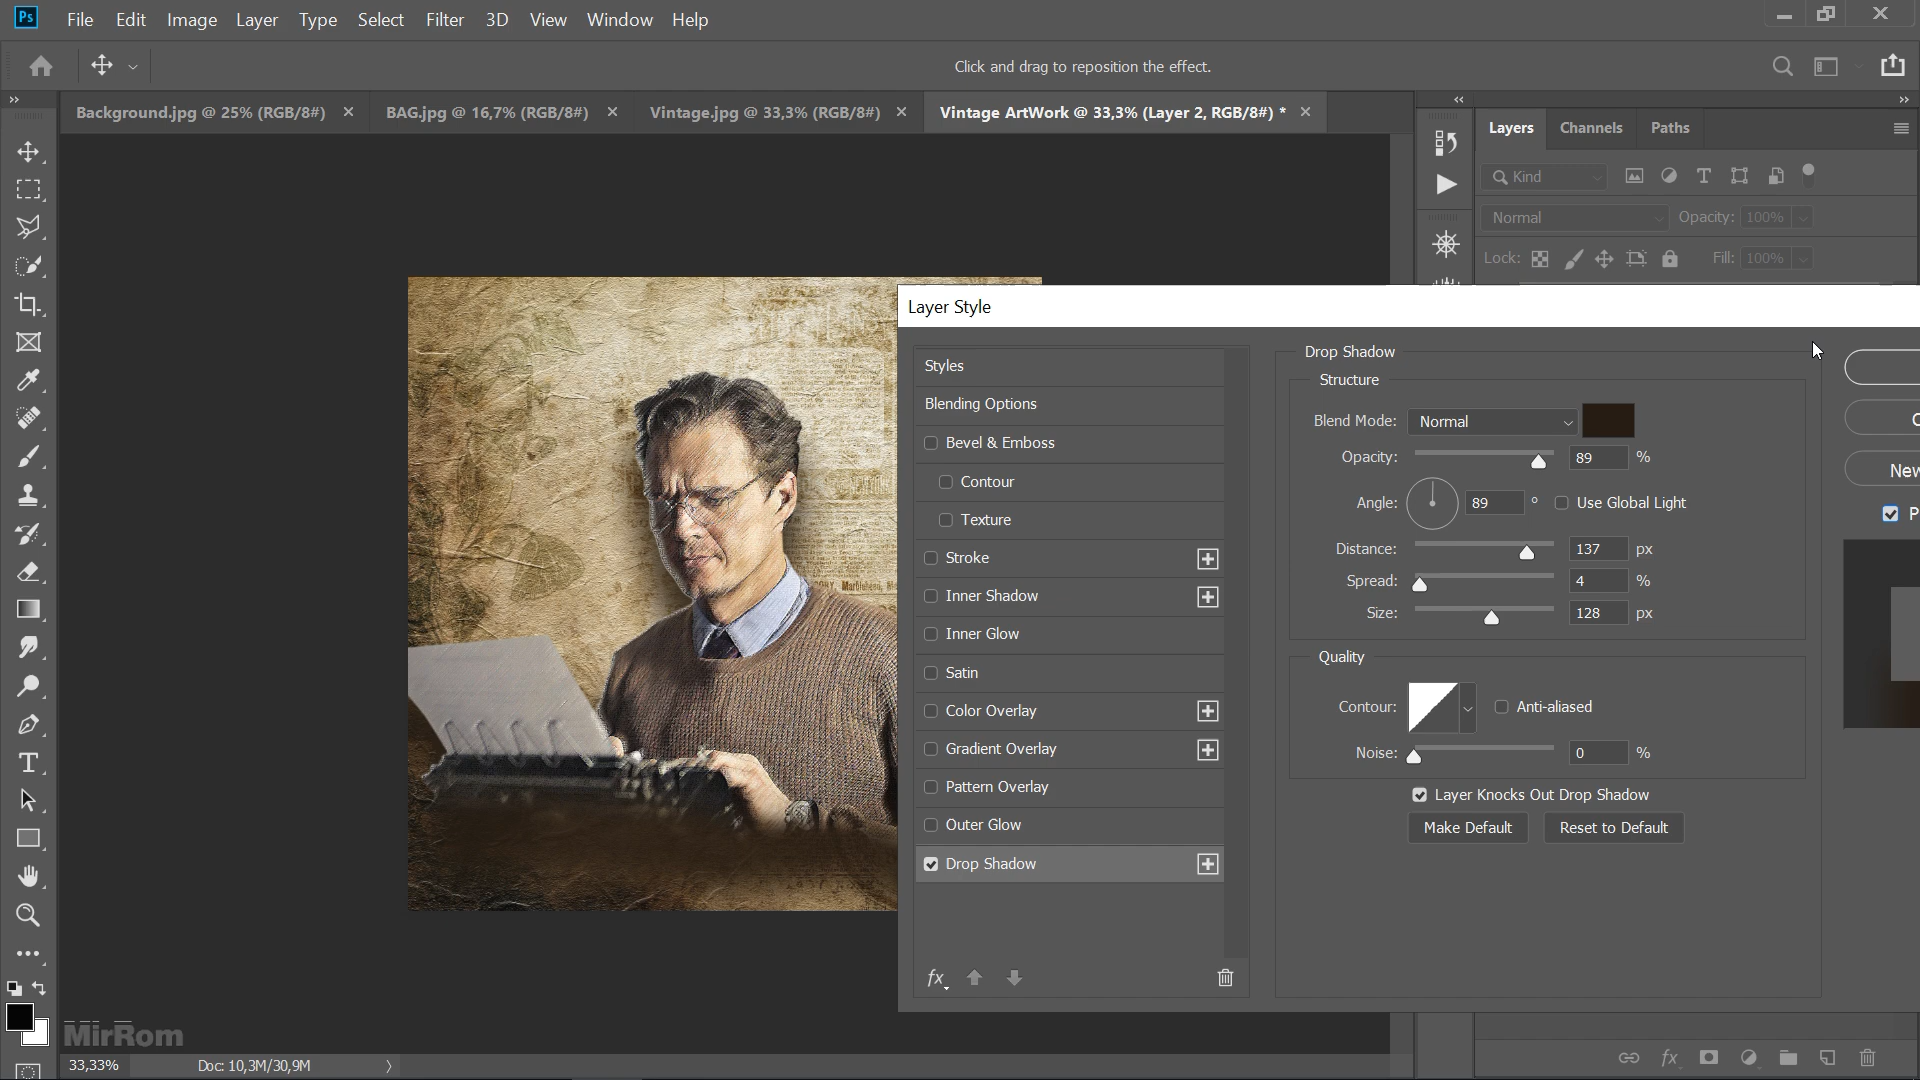 Ps File Edit Image Layer Type Select Filter 3D View Window Help
Click and drag to reposition the effect.
Background.jpg @ 25% (RGB/8#) BAG.jpg @ 16,7% (RGB/8#) Vintage.jpg @ 33,3% (RGB/8#) Vintage ArtWork @ 33,3% (Layer 2, RGB/8#) *
Layers Channels Paths
Kind
Normal Opacity: 100%
Lock: Fill: 100%
Layer Style
Styles
Blending Options
Bevel & Emboss
Contour
Texture
Stroke
Inner Shadow
Inner Glow
Satin
Color Overlay
Gradient Overlay
Pattern Overlay
Outer Glow
Drop Shadow
fx
Drop Shadow
Structure
Blend Mode: Normal
Opacity: 89 %
Angle: 89 ° Use Global Light
Distance: 137 px
Spread: 4 %
Size: 128 px
Quality
Contour: Anti-aliased
Noise: 0 %
Layer Knocks Out Drop Shadow
Make Default Reset to Default
New
MirRom
33,33% Doc: 10,3M/30,9M
fx